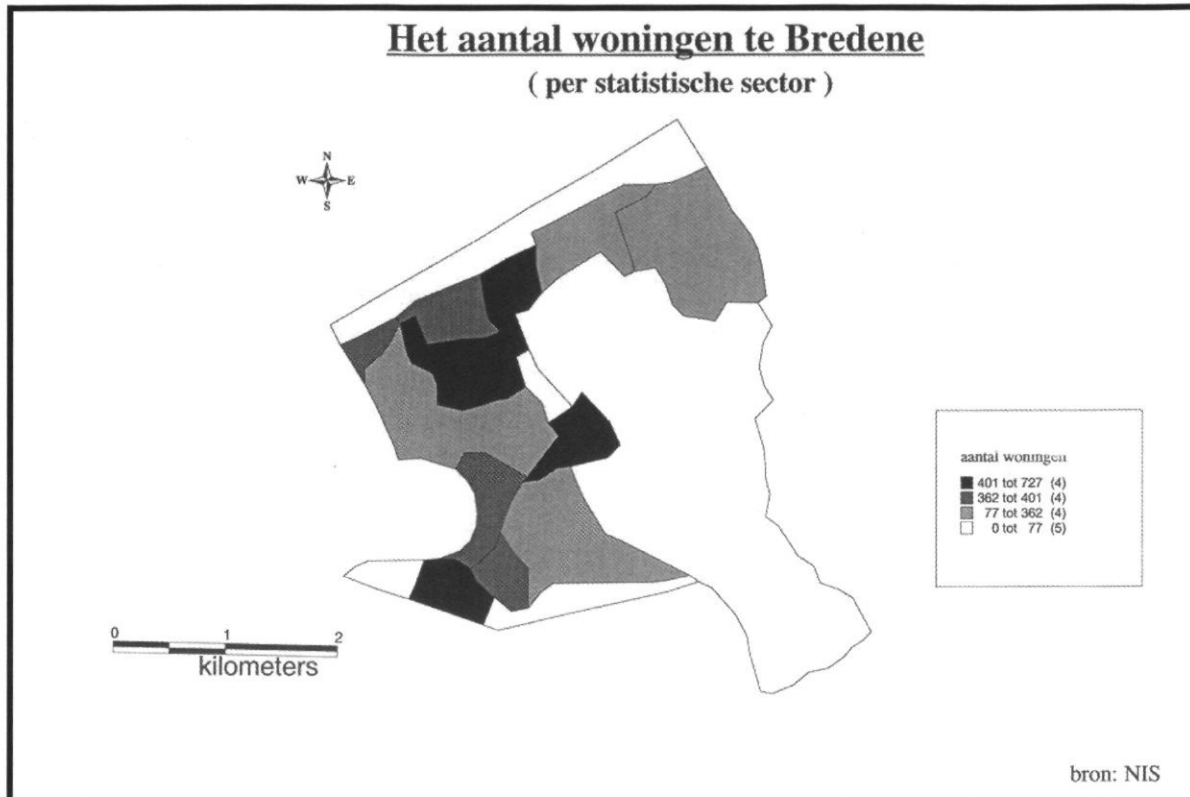 Het aantal woningen te Bredene
( per statistische sector )
N
W E
S
aantal woningen
401 tot 727 (4)
362 tot 401 (4)
77 tot 362 (4)
0 tot 77 (5)
0 1 2
kilometers
bron: NIS